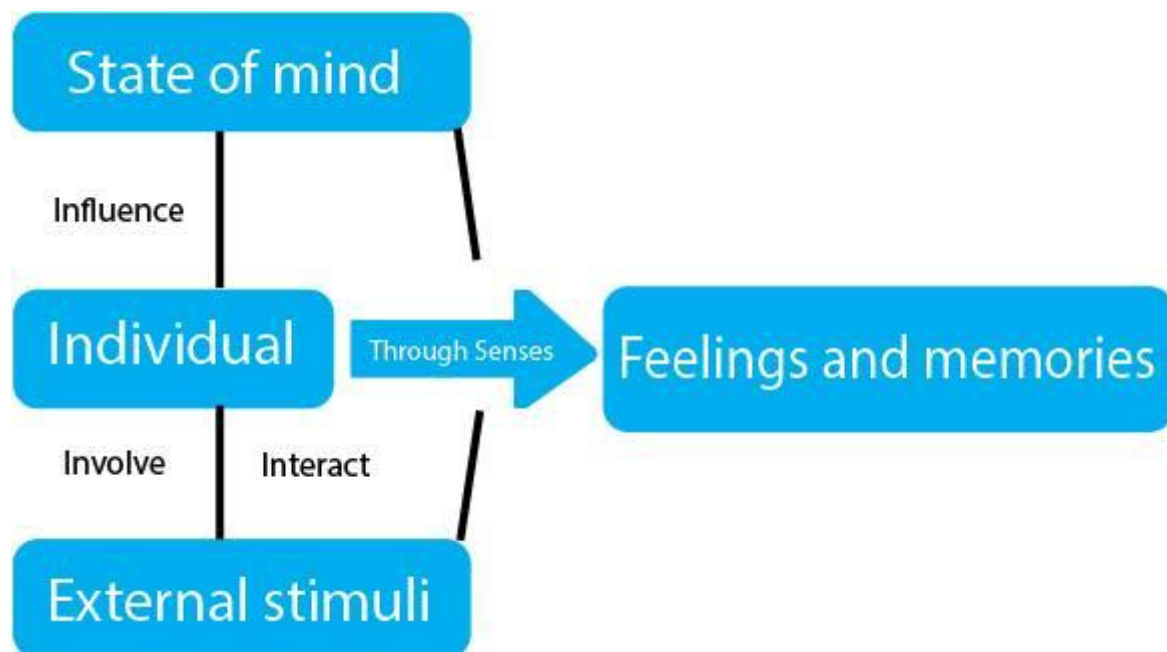 State of mind
Influence
Individual
Through Senses
Feelings and memories
Involve
Interact
External stimuli